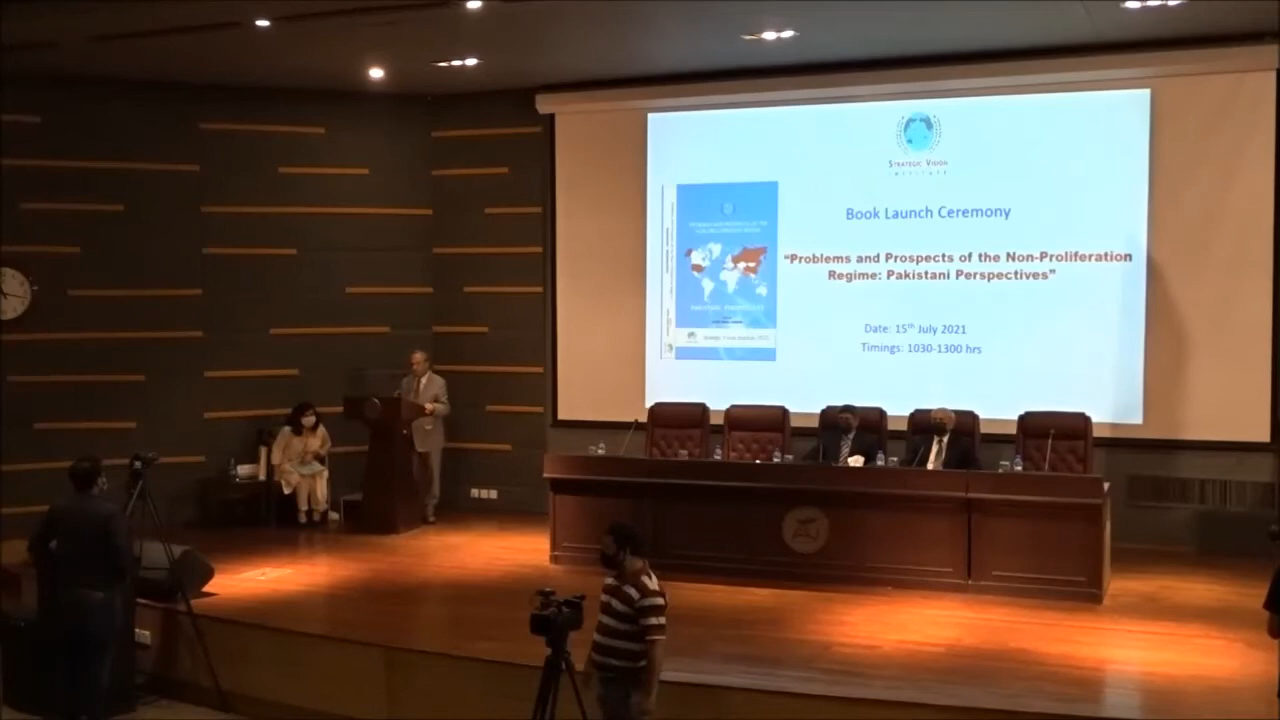 STRATEGIC VISION
INSTITUTE
Book Launch Ceremony
“Problems and Prospects of the Non-Proliferation
Regime: Pakistani Perspectives”
Date: 15th July 2021
Timings: 1030-1300 hrs